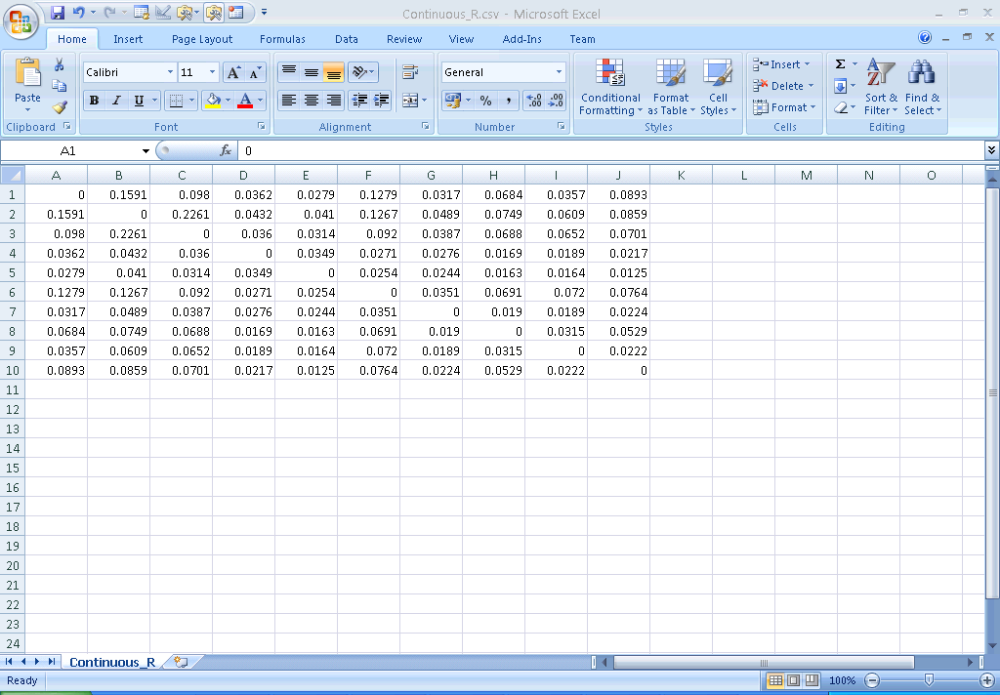 Continuous_R.csv - Microsoft Excel
Home Insert Page Layout Formulas Data Review View Add-Ins Team
Paste
Clipboard
Calibri 11
B I U
Font
Alignment
General
% ,
Number
Conditional Formatting
Format as Table
Cell Styles
Styles
Insert
Delete
Format
Cells
Σ
Sort & Filter
Find & Select
Editing
A1 fx 0
A B C D E F G H I J K L M N O
1 0 0.1591 0.098 0.0362 0.0279 0.1279 0.0317 0.0684 0.0357 0.0893
2 0.1591 0 0.2261 0.0432 0.041 0.1267 0.0489 0.0749 0.0609 0.0859
3 0.098 0.2261 0 0.036 0.0314 0.092 0.0387 0.0688 0.0652 0.0701
4 0.0362 0.0432 0.036 0 0.0349 0.0271 0.0276 0.0169 0.0189 0.0217
5 0.0279 0.041 0.0314 0.0349 0 0.0254 0.0244 0.0163 0.0164 0.0125
6 0.1279 0.1267 0.092 0.0271 0.0254 0 0.0351 0.0691 0.072 0.0764
7 0.0317 0.0489 0.0387 0.0276 0.0244 0.0351 0 0.019 0.0189 0.0224
8 0.0684 0.0749 0.0688 0.0169 0.0163 0.0691 0.019 0 0.0315 0.0529
9 0.0357 0.0609 0.0652 0.0189 0.0164 0.072 0.0189 0.0315 0 0.0222
10 0.0893 0.0859 0.0701 0.0217 0.0125 0.0764 0.0224 0.0529 0.0222 0
11
12
13
14
15
16
17
18
19
20
21
22
23
24
Continuous_R
Ready 100%